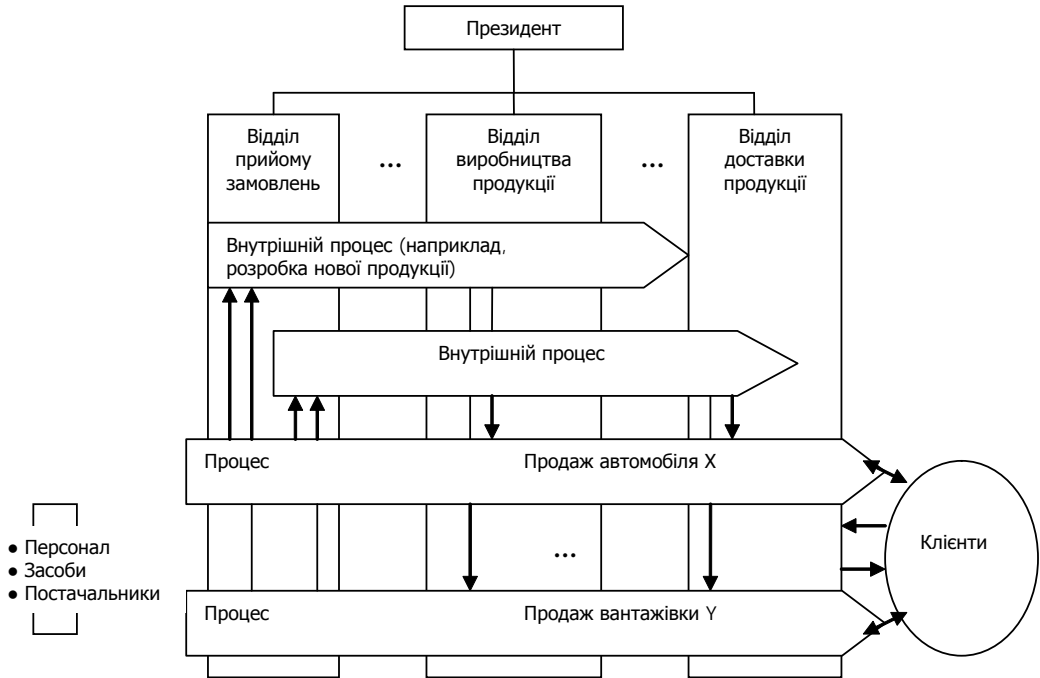 Президент
Відділ
прийому
замовлень
...
Відділ
виробництва
продукції
...
Відділ
доставки
продукції
Внутрішній процес (наприклад,
розробка нової продукції)
Внутрішній процес
Процес Продаж автомобіля X
● Персонал
● Засоби
● Постачальники
...
Клієнти
Процес Продаж вантажівки Y